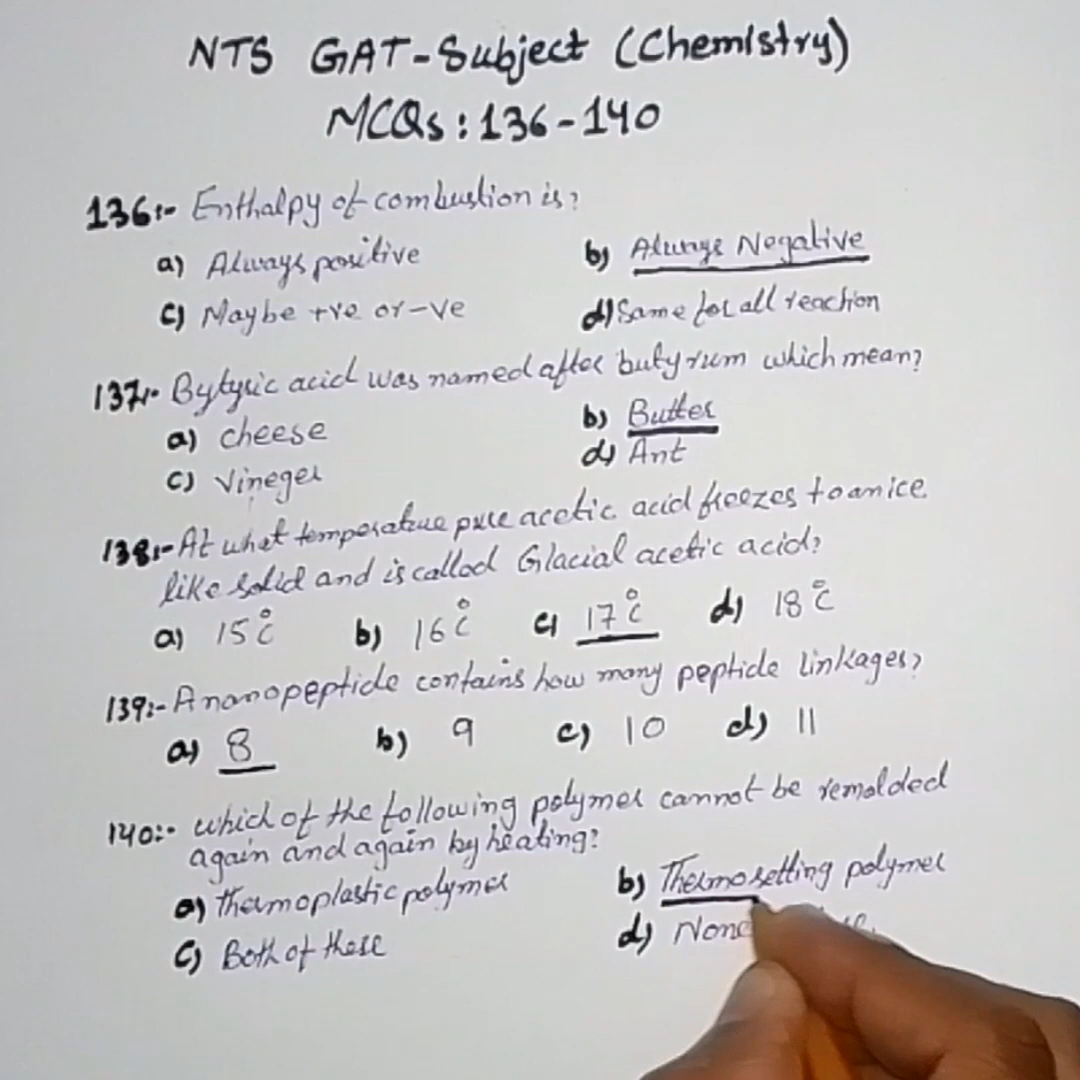 NTS GAT-Subject (Chemistry)
MCQs: 136-140
136:- Enthalpy of combustion is?
a) Always positive b) Always Negative
c) Maybe +ve or -ve d) Same for all reaction
137:- Bytyric acid was named after butyrum which mean?
a) cheese b) Butter
c) Vineger d) Ant
138:- At what temperature pure acetic acid freezes to an ice
like solid and is called Glacial acetic acid?
a) 15°C b) 16°C c) 17°C d) 18°C
139:- A nanopeptide contains how many peptide linkages?
a) 8 b) 9 c) 10 d) 11
140:- which of the following polymer cannot be remolded
again and again by heating?
a) thermoplastic polymer b) Thermosetting polymer
c) Both of these d) None